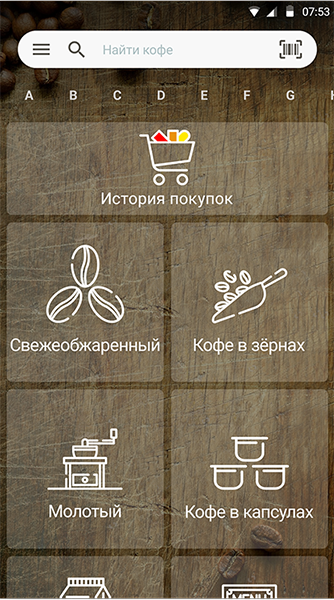 07:53
Найти кофе
A B C D E F G H
История покупок
Свежеобжаренный
Кофе в зёрнах
Молотый
Кофе в капсулах
MENU